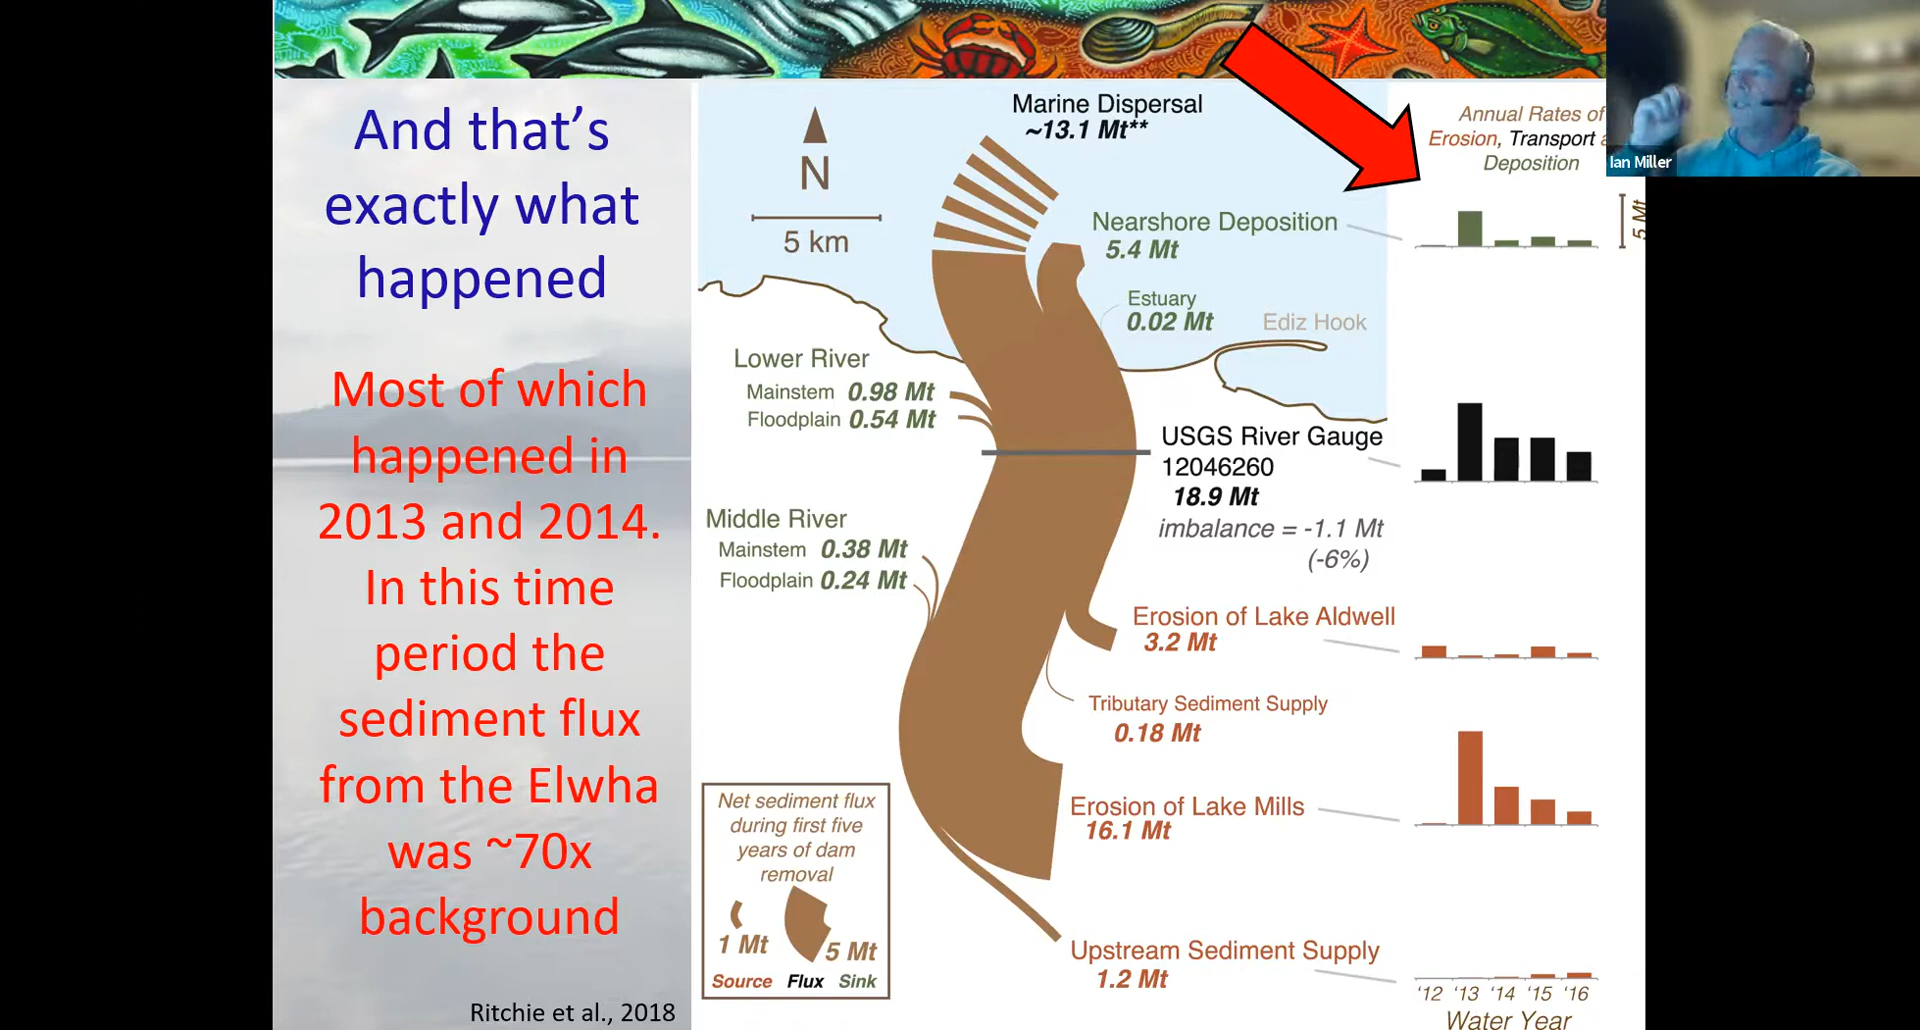 And that's
exactly what
happened
Most of which
happened in
2013 and 2014.
In this time
period the
sediment flux
from the Elwha
was ~70x
background
Ritchie et al., 2018
Marine Dispersal
~13.1 Mt**
N
5 km
Nearshore Deposition
5.4 Mt
Estuary
0.02 Mt
Ediz Hook
Lower River
Mainstem 0.98 Mt
Floodplain 0.54 Mt
USGS River Gauge
12046260
18.9 Mt
imbalance = -1.1 Mt
(-6%)
Middle River
Mainstem 0.38 Mt
Floodplain 0.24 Mt
Erosion of Lake Aldwell
3.2 Mt
Tributary Sediment Supply
0.18 Mt
Erosion of Lake Mills
16.1 Mt
Upstream Sediment Supply
1.2 Mt
Net sediment flux
during first five
years of dam
removal
1 Mt
5 Mt
Source Flux Sink
Annual Rates of
Erosion, Transport
Deposition
5 Mt
'12 '13 '14 '15 '16
Water Year
Ian Miller